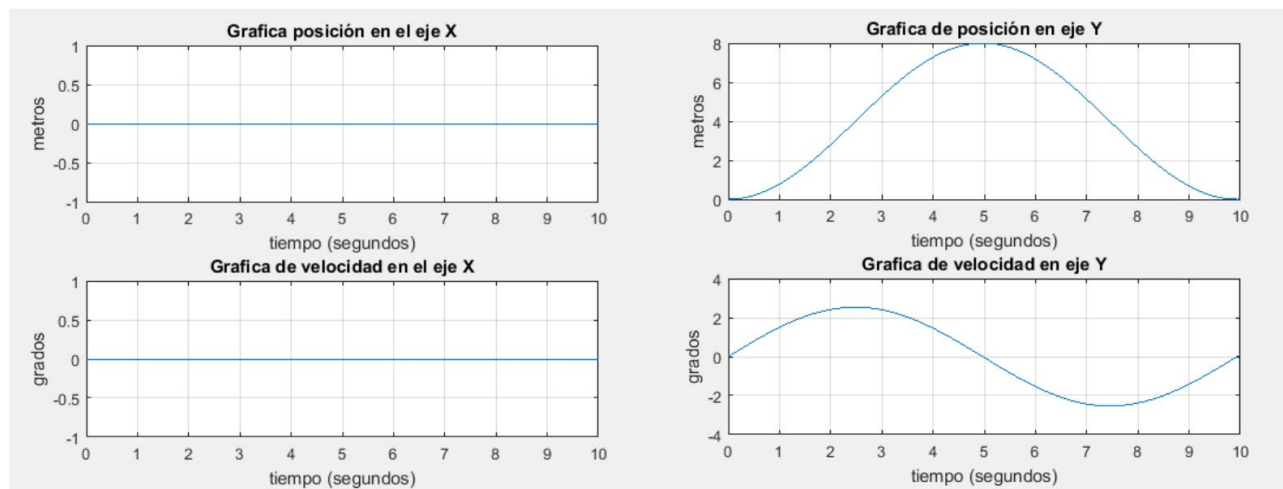 Grafica posición en el eje X
1
0.5
0
-0.5
-1
metros
0 1 2 3 4 5 6 7 8 9 10
tiempo (segundos)
Grafica de posición en eje Y
8
6
4
2
0
metros
0 1 2 3 4 5 6 7 8 9 10
tiempo (segundos)
Grafica de velocidad en el eje X
1
0.5
0
-0.5
-1
grados
0 1 2 3 4 5 6 7 8 9 10
tiempo (segundos)
Grafica de velocidad en eje Y
4
2
0
-2
-4
grados
0 1 2 3 4 5 6 7 8 9 10
tiempo (segundos)